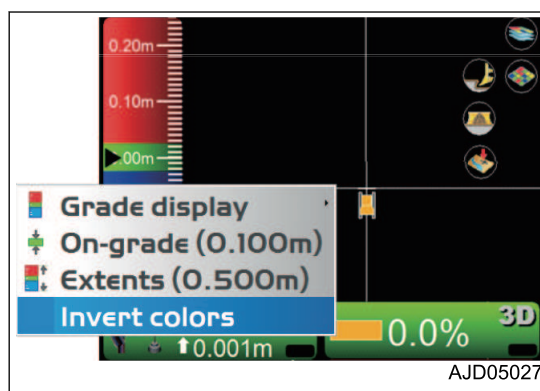 0.20m
0.10m
0.00m
Grade display
On-grade (0.100m)
Extents (0.500m)
Invert colors
0.001m
0.0%
3D
AJD05027